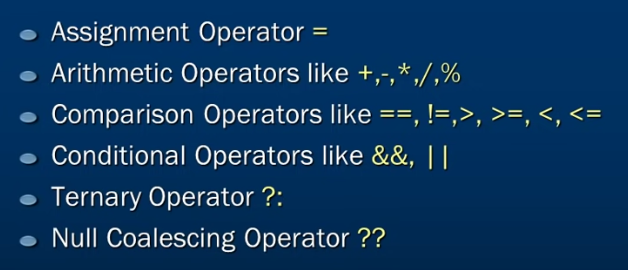 Assignment Operator =
Arithmetic Operators like +,-,*,/,%
Comparison Operators like ==, !=,>, >=, <, <=
Conditional Operators like &&, ||
Ternary Operator ?:
Null Coalescing Operator ??